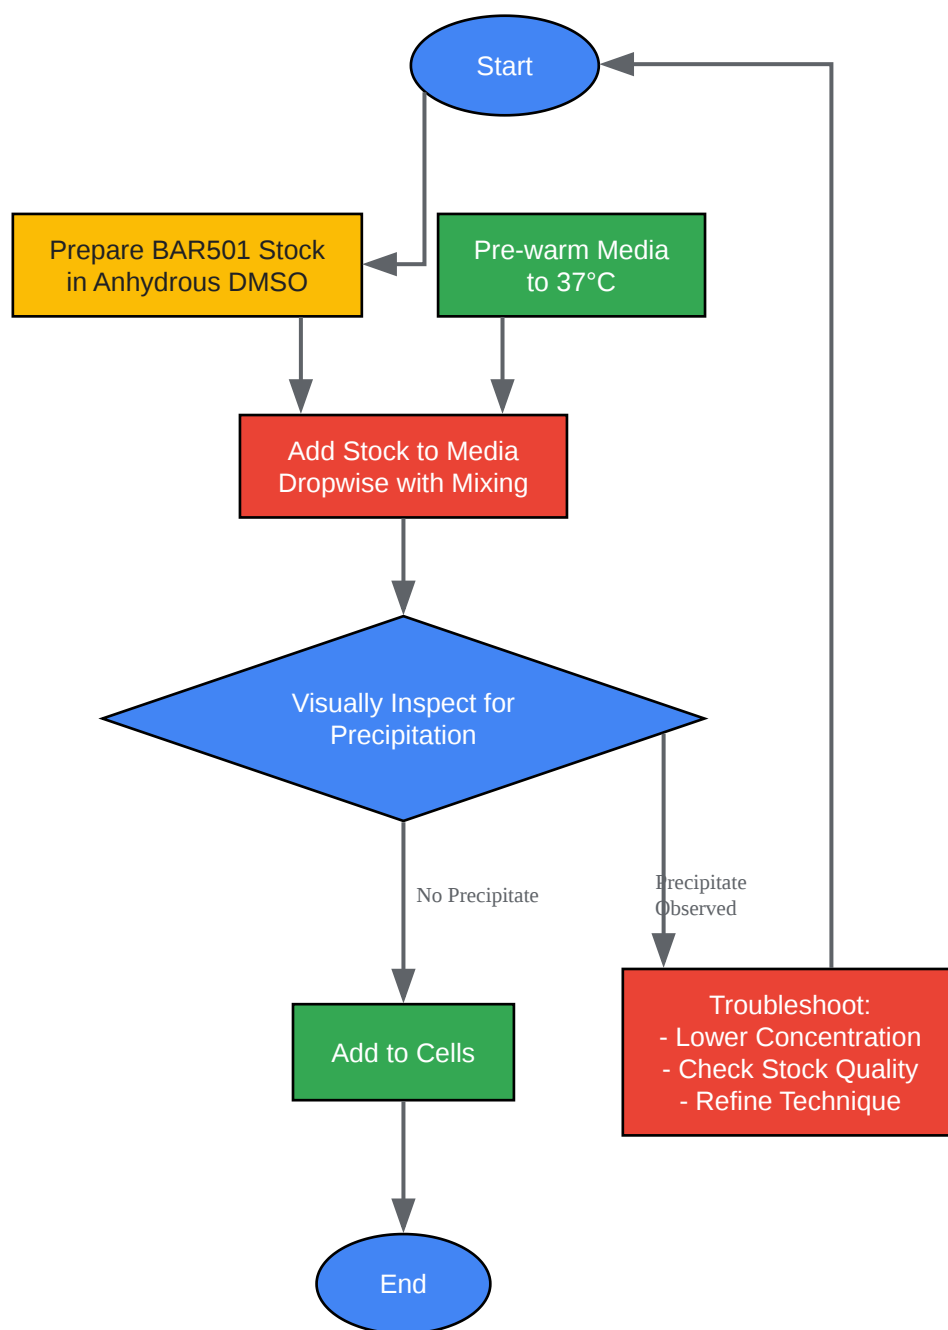 Start
Prepare BAR501 Stock
in Anhydrous DMSO
Pre-warm Media
to 37°C
Add Stock to Media
Dropwise with Mixing
Visually Inspect for
Precipitation
No Precipitate
Precipitate
Observed
Troubleshoot:
- Lower Concentration
- Check Stock Quality
- Refine Technique
Add to Cells
End